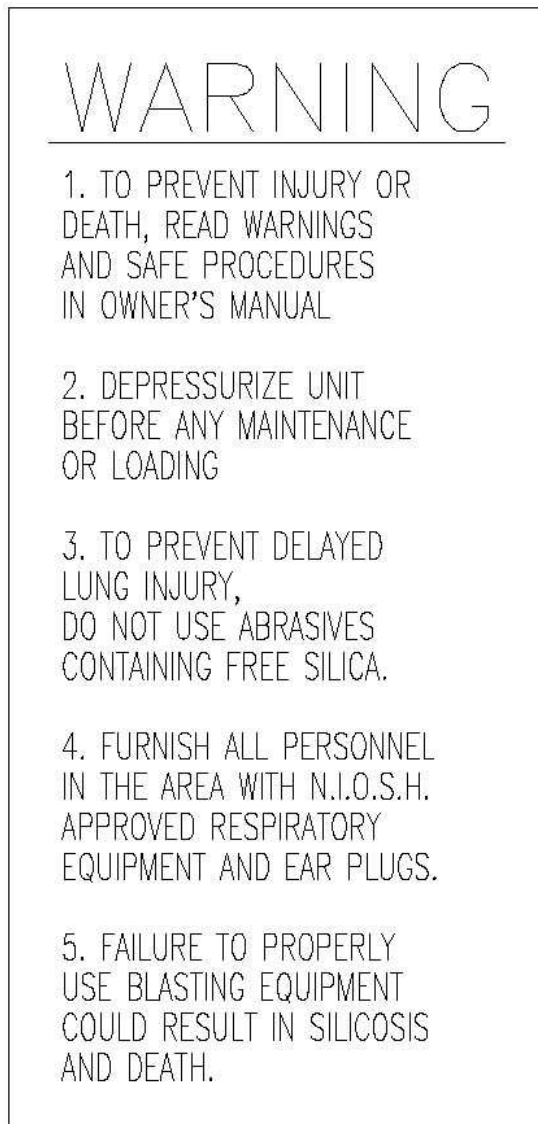 WARNING
1. TO PREVENT INJURY OR
DEATH, READ WARNINGS
AND SAFE PROCEDURES
IN OWNER'S MANUAL
2. DEPRESSURIZE UNIT
BEFORE ANY MAINTENANCE
OR LOADING
3. TO PREVENT DELAYED
LUNG INJURY,
DO NOT USE ABRASIVES
CONTAINING FREE SILICA.
4. FURNISH ALL PERSONNEL
IN THE AREA WITH N.I.O.S.H.
APPROVED RESPIRATORY
EQUIPMENT AND EAR PLUGS.
5. FAILURE TO PROPERLY
USE BLASTING EQUIPMENT
COULD RESULT IN SILICOSIS
AND DEATH.